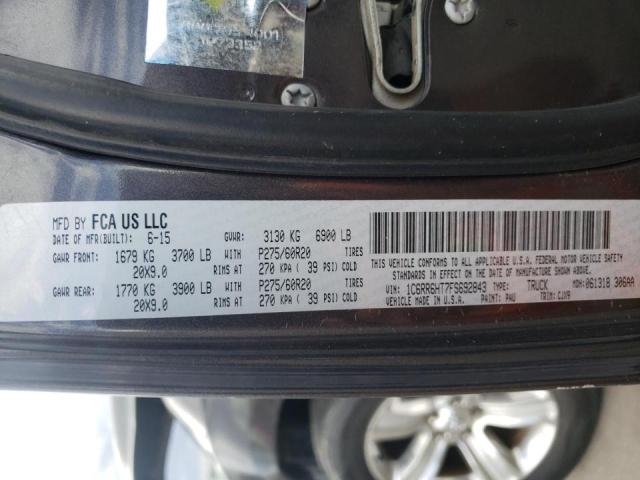 MFD BY FCA US LLC
DATE OF MFR(BUILT): 6-15 GVWR: 3130 KG 6900 LB
GAWR FRONT: 1679 KG 3700 LB WITH P275/60R20 TIRES
20X9.0 RIMS AT 270 KPA ( 39 PSI) COLD
GAWR REAR: 1770 KG 3900 LB WITH P275/60R20 TIRES
20X9.0 RIMS AT 270 KPA ( 39 PSI) COLD
THIS VEHICLE CONFORMS TO ALL APPLICABLE U.S.A. FEDERAL MOTOR VEHICLE SAFETY
STANDARDS IN EFFECT ON THE DATE OF MANUFACTURE SHOWN ABOVE.
VIN: 1C6RR6HT7FS692843 TYPE: TRUCK MDH: 061318 306AA
VEHICLE MADE IN U.S.A. PAINT: PAU TRIM: CJX9